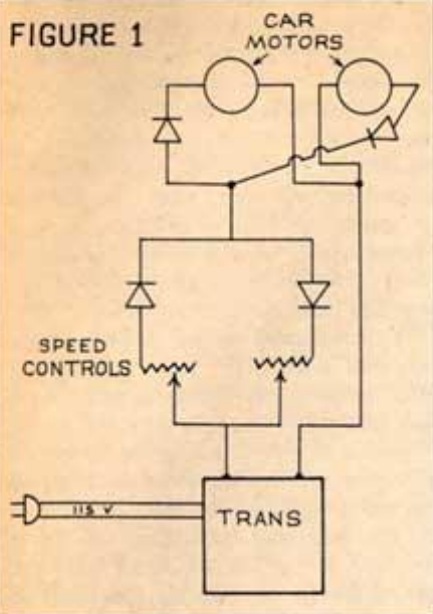 FIGURE 1
CAR
MOTORS
SPEED
CONTROLS
115 V
TRANS